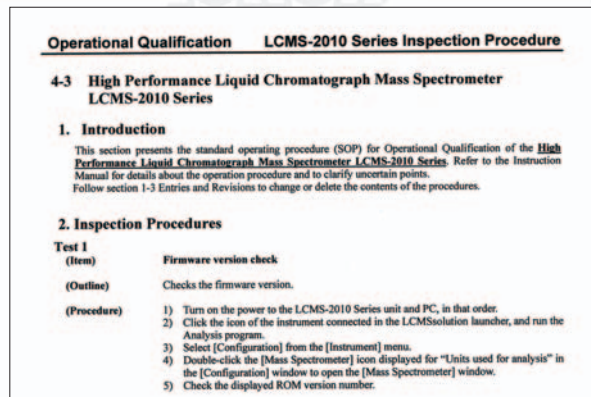 Operational Qualification LCMS-2010 Series Inspection Procedure
4-3 High Performance Liquid Chromatograph Mass Spectrometer
LCMS-2010 Series
1. Introduction
This section presents the standard operating procedure (SOP) for Operational Qualification of the High
Performance Liquid Chromatograph Mass Spectrometer LCMS-2010 Series. Refer to the Instruction
Manual for details about the operation procedure and to clarify uncertain points.
Follow section 1-3 Entries and Revisions to change or delete the contents of the procedures.
2. Inspection Procedures
Test 1
(Item) Firmware version check
(Outline) Checks the firmware version.
(Procedure) 1) Turn on the power to the LCMS-2010 Series unit and PC, in that order.
2) Click the icon of the instrument connected in the LCMSsolution launcher, and run the
Analysis program.
3) Select [Configuration] from the [Instrument] menu.
4) Double-click the [Mass Spectrometer] icon displayed for "Units used for analysis" in
the [Configuration] window to open the [Mass Spectrometer] window.
5) Check the displayed ROM version number.